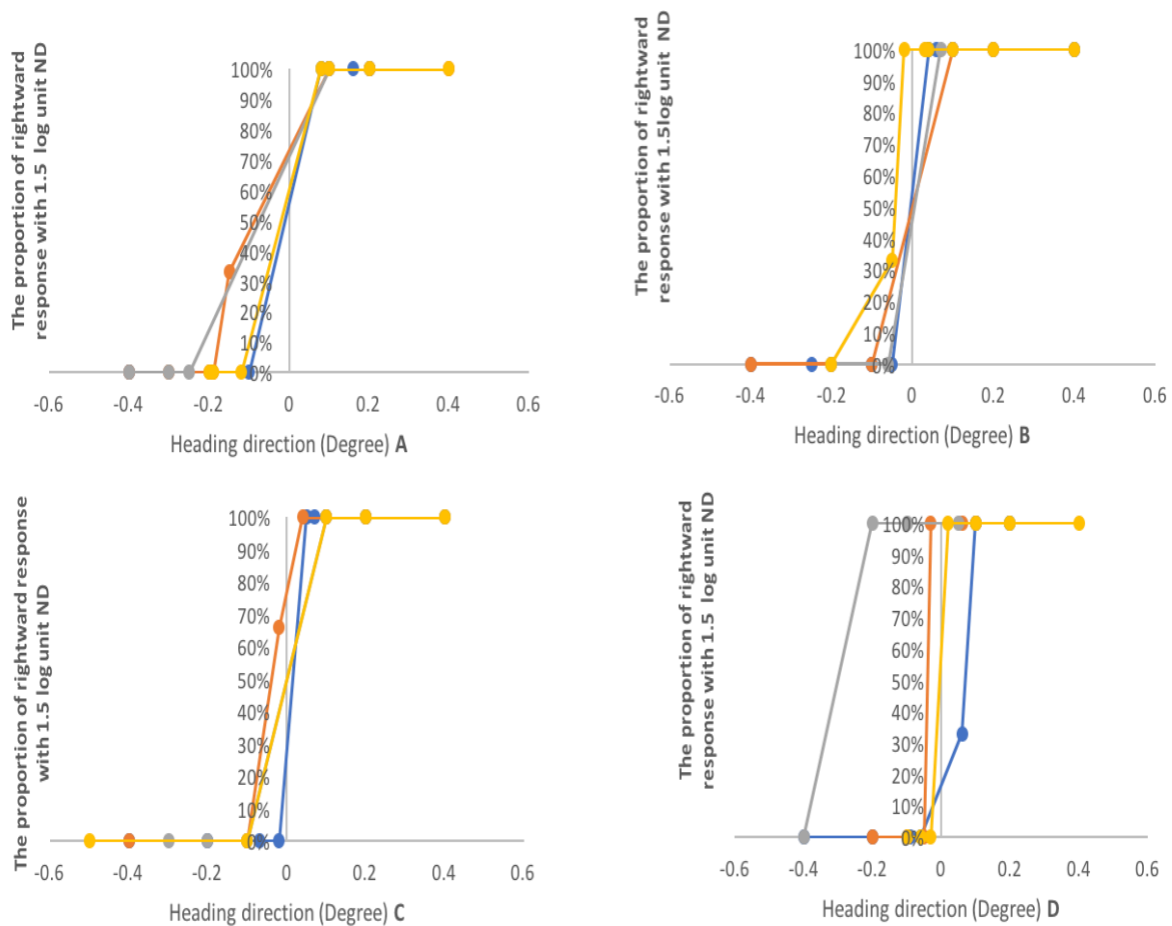 The proportion of rightward
response with 1.5 log unit ND
100%
90%
80%
70%
60%
50%
40%
30%
20%
10%
0%
-0.6 -0.4 -0.2 0 0.2 0.4 0.6
Heading direction (Degree) A
The proportion of rightward
response with 1.5log unit ND
100%
90%
80%
70%
60%
50%
40%
30%
20%
10%
0%
-0.6 -0.4 -0.2 0 0.2 0.4 0.6
Heading direction (Degree) B
The proportion of rightward response
with 1.5 log unit ND
100%
90%
80%
70%
60%
50%
40%
30%
20%
10%
0%
-0.6 -0.4 -0.2 0 0.2 0.4 0.6
Heading direction (Degree) C
The proportion of rightward
response with 1.5 log unit ND
100%
90%
80%
70%
60%
50%
40%
30%
20%
10%
0%
-0.6 -0.4 -0.2 0 0.2 0.4 0.6
Heading direction (Degree) D